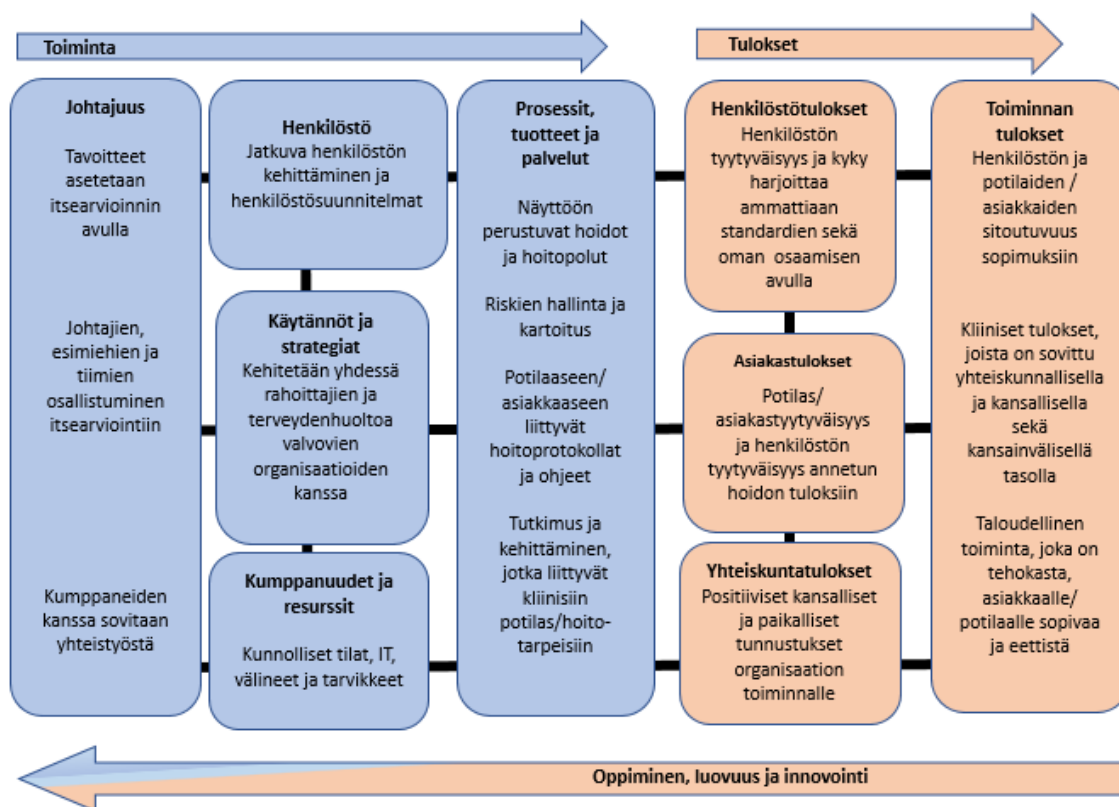 Toiminta
Tulokset
Johtajuus
Tavoitteet
asetetaan
itsearvioinnin
avulla
Johtajien,
esimiehien ja
tiimien
osallistuminen
itsearviointiin
Kumppaneiden
kanssa sovitaan
yhteistyöstä
Henkilöstö
Jatkuva henkilöstön
kehittäminen ja
henkilöstösuunnitelmat
Käytännöt ja
strategiat
Kehitetään yhdessä
rahoittajien ja
terveydenhuoltoa
valvovien
organisaatioiden
kanssa
Kumppanuudet ja
resurssit
Kunnolliset tilat, IT,
välineet ja tarvikkeet
Prosessit,
tuotteet ja
palvelut
Näyttöön
perustuvat hoidot
ja hoitopolut
Riskien hallinta ja
kartoitus
Potilaaseen/
asiakkaaseen
liittyvät
hoitoprotokollat
ja ohjeet
Tutkimus ja
kehittäminen,
jotka liittyvät
kliinisiin
potilas/hoito-
tarpeisiin
Henkilöstötulokset
Henkilöstön
tyytyväisyys ja kyky
harjoittaa
ammattiaan
standardien sekä
oman osaamisen
avulla
Asiakastulokset
Potilas/
asiakastyytyväisyys
ja henkilöstön
tyytyväisyys annetun
hoidon tuloksiin
Yhteiskuntatulokset
Positiiviset kansalliset
ja paikalliset
tunnustukset
organisaation
toiminnalle
Toiminnan
tulokset
Henkilöstön ja
potilaiden /
asiakkaiden
sitoutuvuus
sopimuksiin
Kliiniset tulokset,
joista on sovittu
yhteiskunnallisella
ja kansallisella
sekä
kansainvälisellä
tasolla
Taloudellinen
toiminta, joka on
tehokasta,
asiakkaalle/
potilaalle sopivaa
ja eettistä
Oppiminen, luovuus ja innovointi